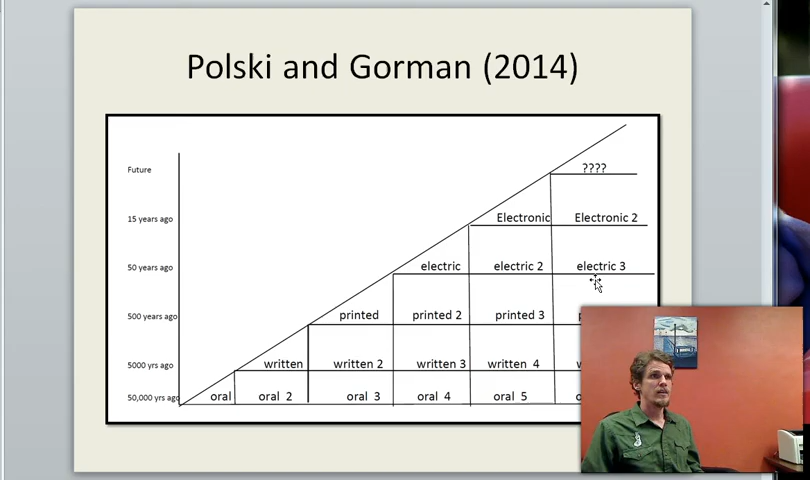 Polski and Gorman (2014)
Future ????
15 years ago Electronic Electronic 2
50 years ago electric electric 2 electric 3
500 years ago printed printed 2 printed 3
5000 yrs ago written written 2 written 3 written 4
50,000 yrs ago oral oral 2 oral 3 oral 4 oral 5